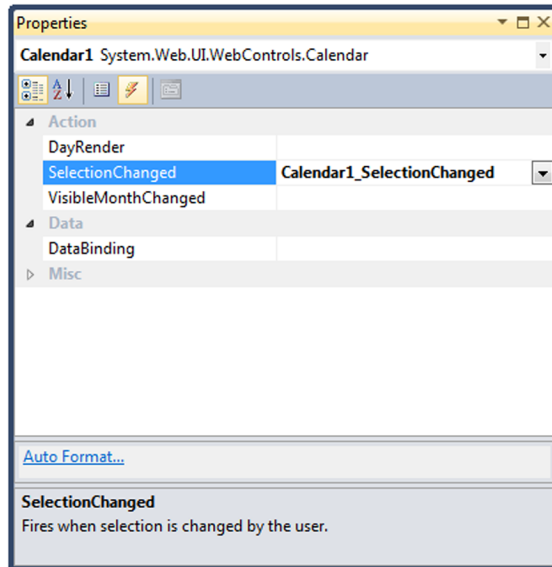 Properties
Calendar1 System.Web.UI.WebControls.Calendar
Action
DayRender
SelectionChanged Calendar1_SelectionChanged
VisibleMonthChanged
Data
DataBinding
Misc
Auto Format...
SelectionChanged
Fires when selection is changed by the user.